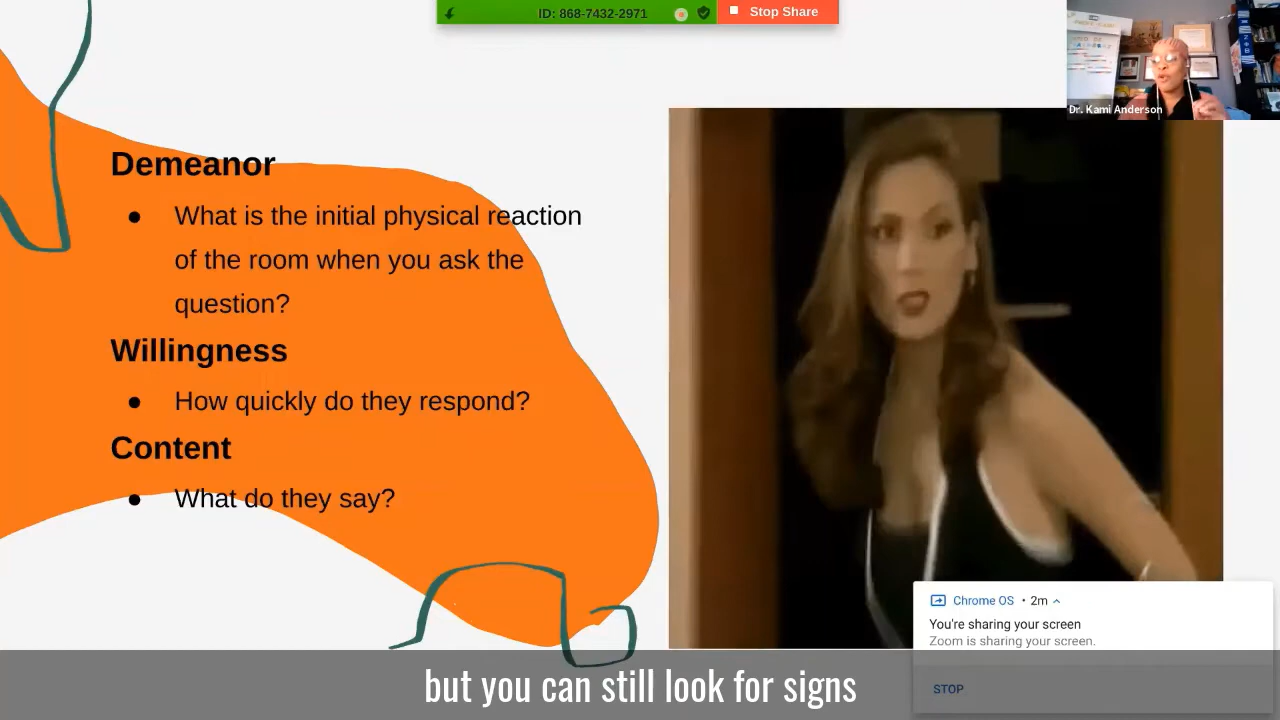 ID: 868-7432-2971
Stop Share
Dr. Kami Anderson
Demeanor
● What is the initial physical reaction
of the room when you ask the
question?
Willingness
● How quickly do they respond?
Content
● What do they say?
Chrome OS • 2m
You're sharing your screen
Zoom is sharing your screen.
STOP
but you can still look for signs